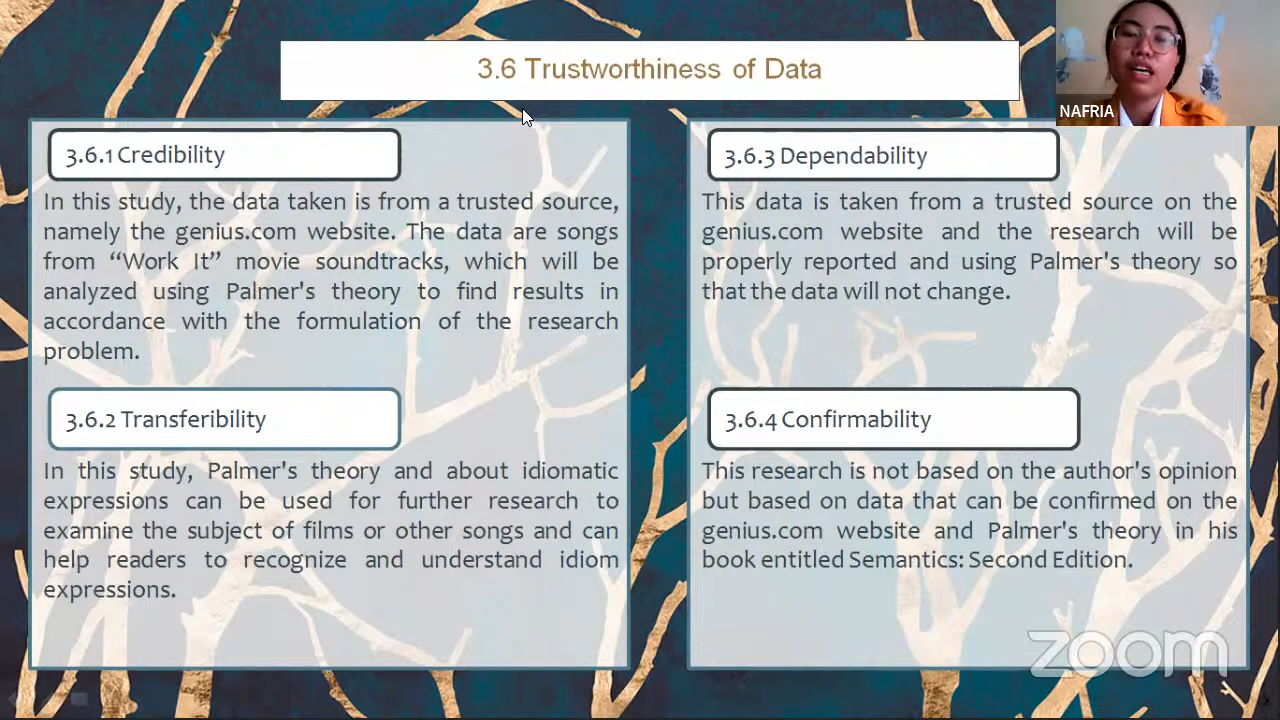 3.6 Trustworthiness of Data
NAFRIA
3.6.1 Credibility
In this study, the data taken is from a trusted source,
namely the genius.com website. The data are songs
from “Work It” movie soundtracks, which will be
analyzed using Palmer's theory to find results in
accordance with the formulation of the research
problem.
3.6.2 Transferibility
In this study, Palmer's theory and about idiomatic
expressions can be used for further research to
examine the subject of films or other songs and can
help readers to recognize and understand idiom
expressions.
3.6.3 Dependability
This data is taken from a trusted source on the
genius.com website and the research will be
properly reported and using Palmer's theory so
that the data will not change.
3.6.4 Confirmability
This research is not based on the author's opinion
but based on data that can be confirmed on the
genius.com website and Palmer's theory in his
book entitled Semantics: Second Edition.
zoom